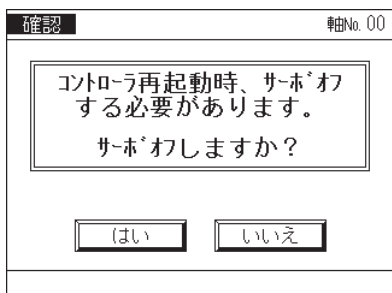 確認 軸No. 00
ｺﾝﾄﾛｰﾗ再起動時、ｻｰﾎﾞｵﾌ
する必要があります。
ｻｰﾎﾞｵﾌしますか？
はい いいえ